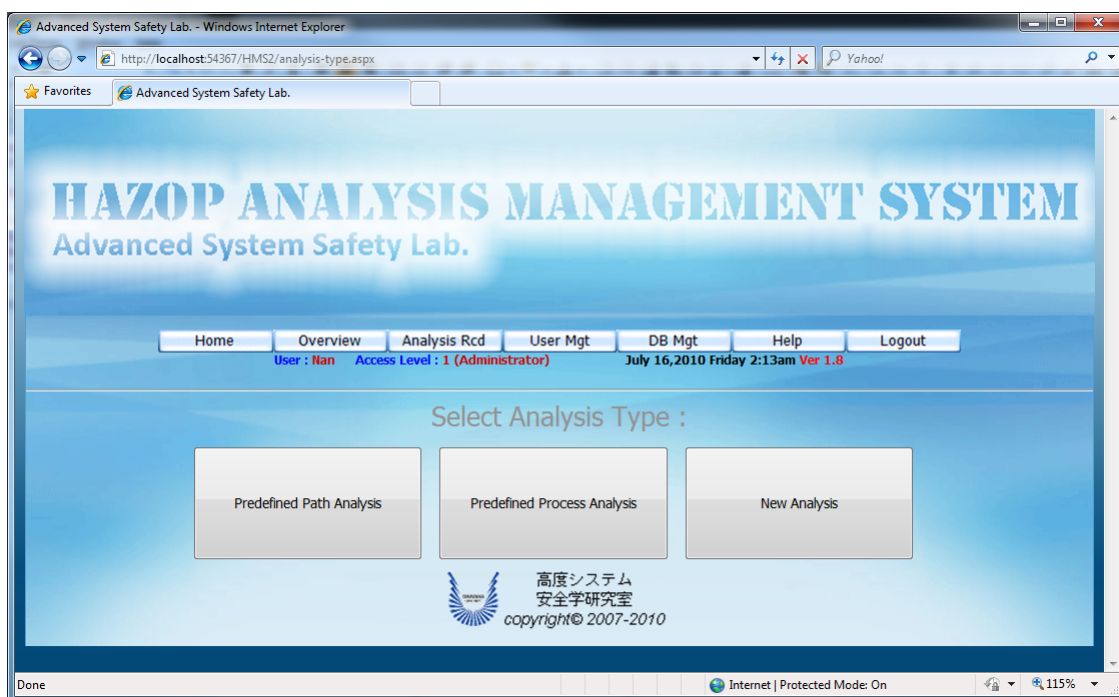 Advanced System Safety Lab. - Windows Internet Explorer
http://localhost:54367/HMS2/analysis-type.aspx
Yahoo!
Favorites
Advanced System Safety Lab.
HAZOP ANALYSIS MANAGEMENT SYSTEM
Advanced System Safety Lab.
Home Overview Analysis Rcd User Mgt DB Mgt Help Logout
User : Nan Access Level : 1 (Administrator) July 16,2010 Friday 2:13am Ver 1.8
Select Analysis Type :
Predefined Path Analysis Predefined Process Analysis New Analysis
高度システム
安全学研究室
copyright© 2007-2010
Done Internet | Protected Mode: On 115%